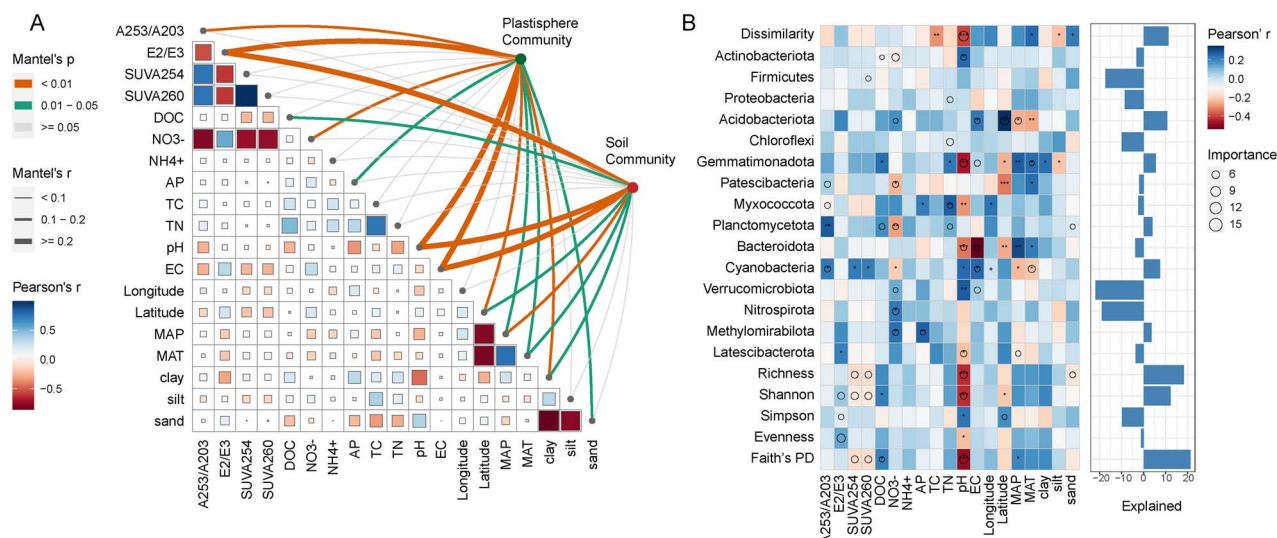 A
Mantel's p
< 0.01
0.01 − 0.05
>= 0.05
Mantel's r
< 0.1
0.1 − 0.2
>= 0.2
Pearson's r
0.5
0.0
−0.5
Plastisphere
Community
Soil
Community
A253/A203
E2/E3
SUVA254
SUVA260
DOC
NO3-
NH4+
AP
TC
TN
pH
EC
Longitude
Latitude
MAP
MAT
clay
silt
sand
A253/A203
E2/E3
SUVA254
SUVA260
DOC
NO3-
NH4+
AP
TC
TN
pH
EC
Longitude
Latitude
MAP
MAT
clay
silt
sand
B
Dissimilarity
Actinobacteriota
Firmicutes
Proteobacteria
Acidobacteriota
Chloroflexi
Gemmatimonadota
Patescibacteria
Myxococcota
Planctomycetota
Bacteroidota
Cyanobacteria
Verrucomicrobiota
Nitrospirota
Methylomirabilota
Latescibacterota
Richness
Shannon
Simpson
Evenness
Faith's PD
A253/A203
E2/E3
SUVA254
SUVA260
DOC
NO3-
NH4+
AP
TC
TN
pH
EC
Longitude
Latitude
MAP
MAT
clay
silt
sand
−20 −10 0 10 20
Explained
Pearson' r
0.2
0.0
−0.2
−0.4
Importance
6
9
12
15